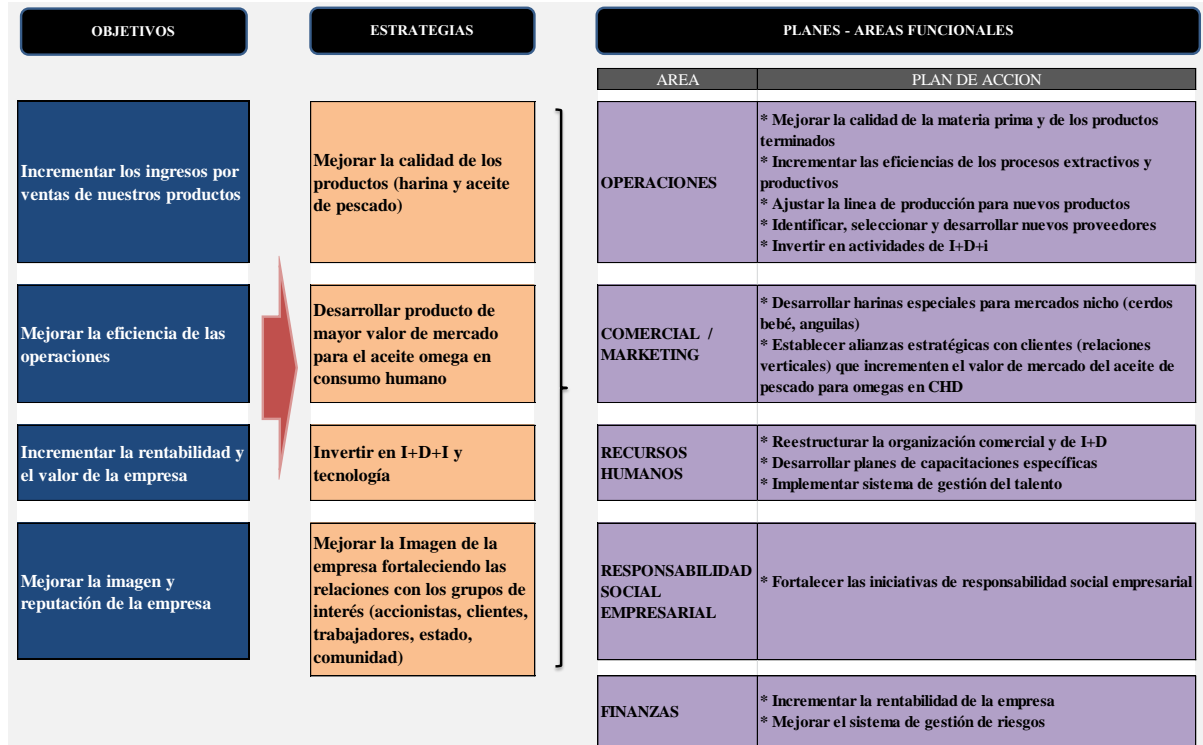 OBJETIVOS
ESTRATEGIAS
PLANES - AREAS FUNCIONALES
AREA
PLAN DE ACCION
Incrementar los ingresos por
ventas de nuestros productos
Mejorar la calidad de los
productos (harina y aceite
de pescado)
OPERACIONES
* Mejorar la calidad de la materia prima y de los productos
terminados
* Incrementar las eficiencias de los procesos extractivos y
productivos
* Ajustar la linea de producción para nuevos productos
* Identificar, seleccionar y desarrollar nuevos proveedores
* Invertir en actividades de I+D+i
Mejorar la eficiencia de las
operaciones
Desarrollar producto de
mayor valor de mercado
para el aceite omega en
consumo humano
COMERCIAL /
MARKETING
* Desarrollar harinas especiales para mercados nicho (cerdos
bebé, anguilas)
* Establecer alianzas estratégicas con clientes (relaciones
verticales) que incrementen el valor de mercado del aceite de
pescado para omegas en CHD
Incrementar la rentabilidad y
el valor de la empresa
Invertir en I+D+I y
tecnología
RECURSOS
HUMANOS
* Reestructurar la organización comercial y de I+D
* Desarrollar planes de capacitaciones específicas
* Implementar sistema de gestión del talento
Mejorar la imagen y
reputación de la empresa
Mejorar la Imagen de la
empresa fortaleciendo las
relaciones con los grupos de
interés (accionistas, clientes,
trabajadores, estado,
comunidad)
RESPONSABILIDAD
SOCIAL
EMPRESARIAL
* Fortalecer las iniciativas de responsabilidad social empresarial
FINANZAS
* Incrementar la rentabilidad de la empresa
* Mejorar el sistema de gestión de riesgos